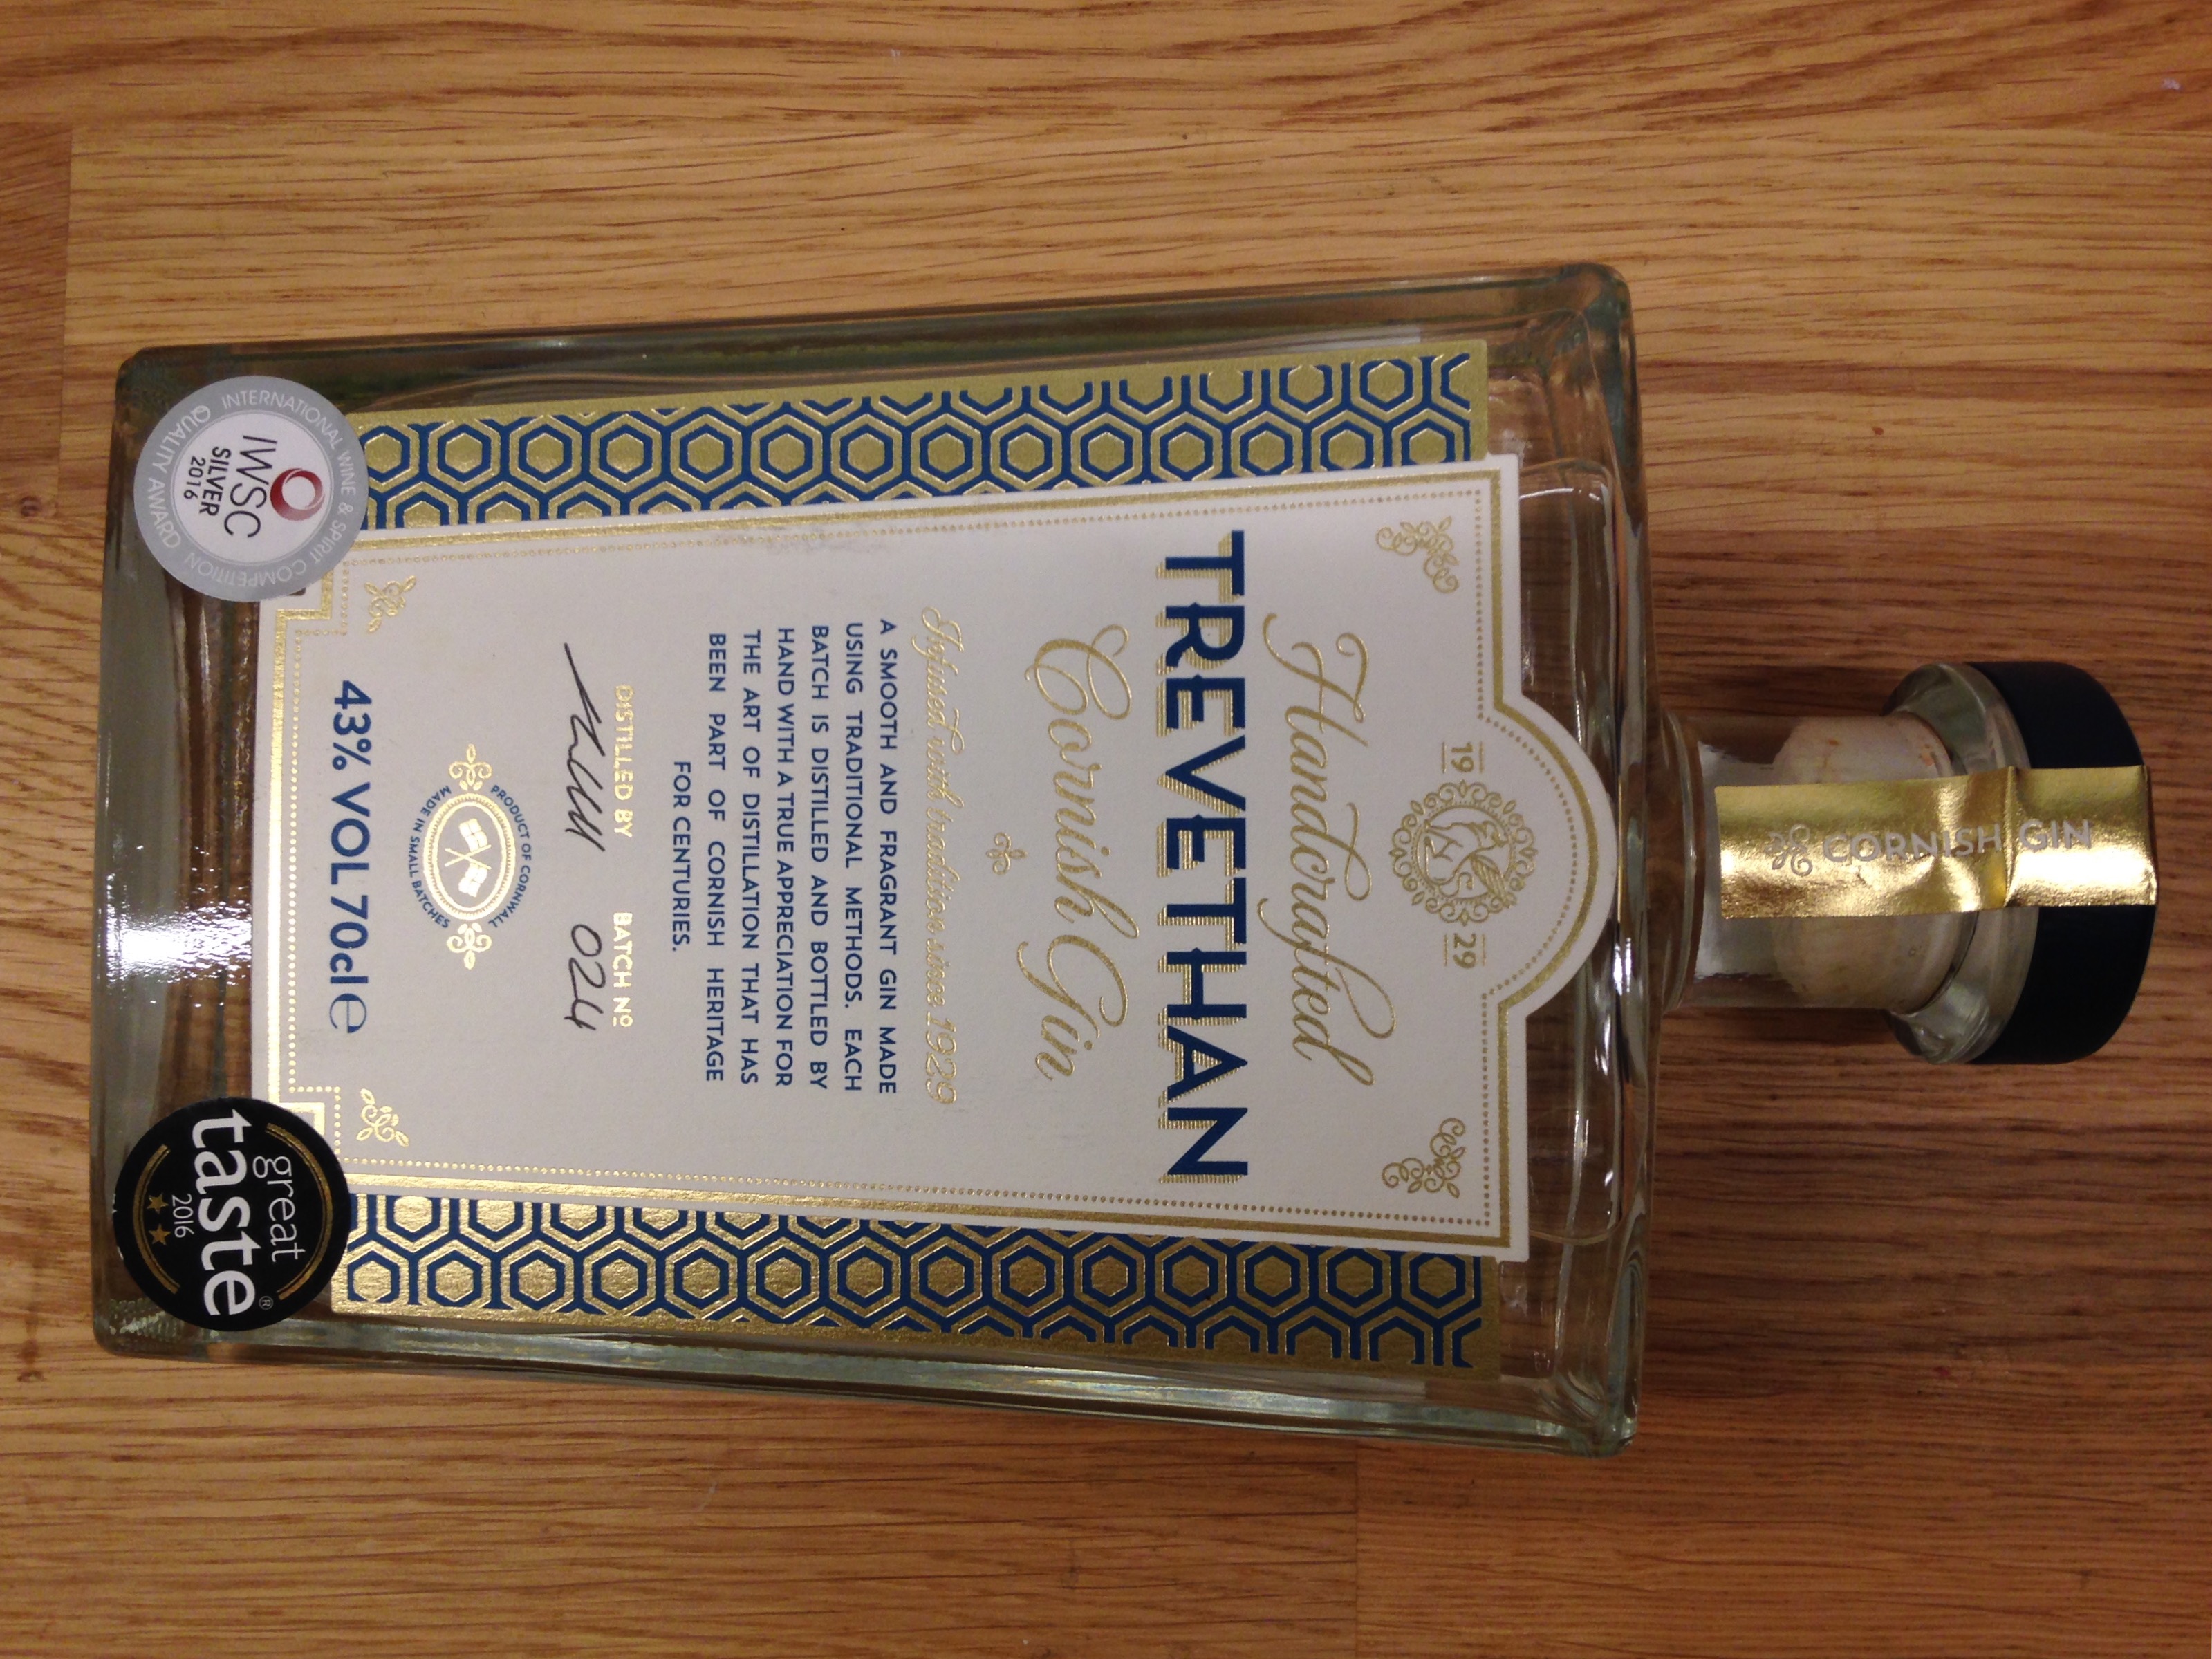 CORNISH GIN
19 29
Handcrafted
TREVETHAN
Cornish Gin
Infused with tradition since 1929
A SMOOTH AND FRAGRANT GIN MADE
USING TRADITIONAL METHODS. EACH
BATCH IS DISTILLED AND BOTTLED BY
HAND WITH A TRUE APPRECIATION FOR
THE ART OF DISTILLATION THAT HAS
BEEN PART OF CORNISH HERITAGE
FOR CENTURIES.
DISTILLED BY BATCH Nº
024
PRODUCT OF CORNWALL
MADE IN SMALL BATCHES
43% VOL 70cl e
INTERNATIONAL WINE & SPIRIT COMPETITION
QUALITY AWARD
IWSC
SILVER
2016
great
taste®
2016